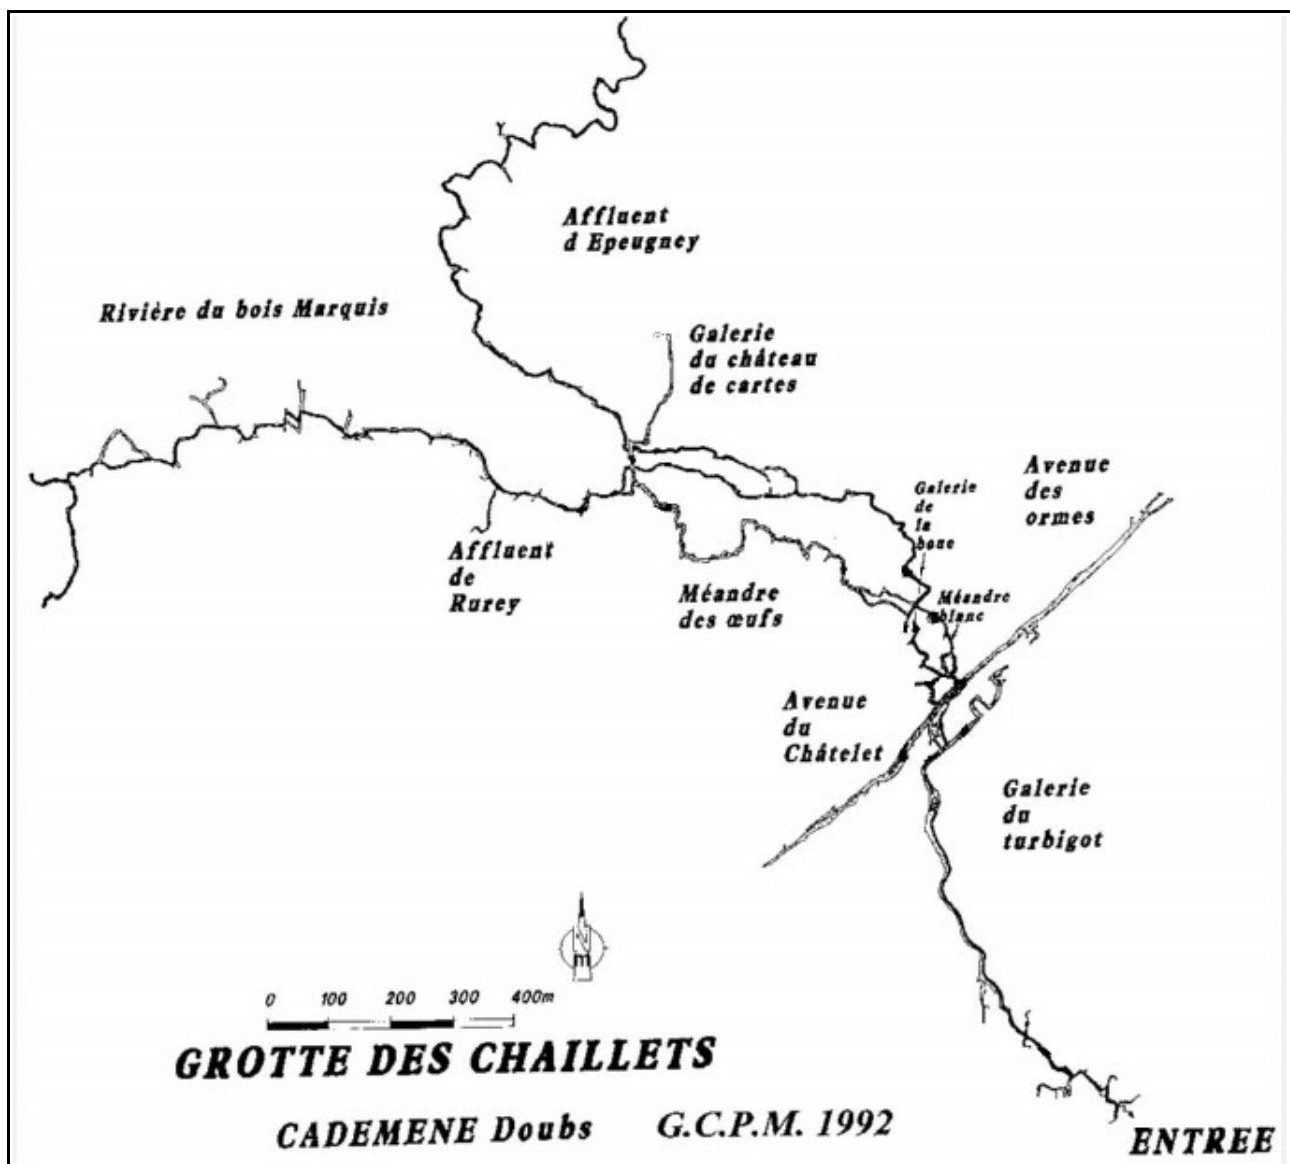 Affluent
d Epeugney
Rivière du bois Marquis
Galerie
du château
de cartes
Avenue
des
ormes
Galerie
de
la
boue
Affluent
de
Rurey
Méandre
des œufs
Méandre
blanc
Avenue
du
Châtelet
Galerie
du
turbigot
N
m
0 100 200 300 400m
GROTTE DES CHAILLETS
CADEMENE Doubs G.C.P.M. 1992
ENTREE